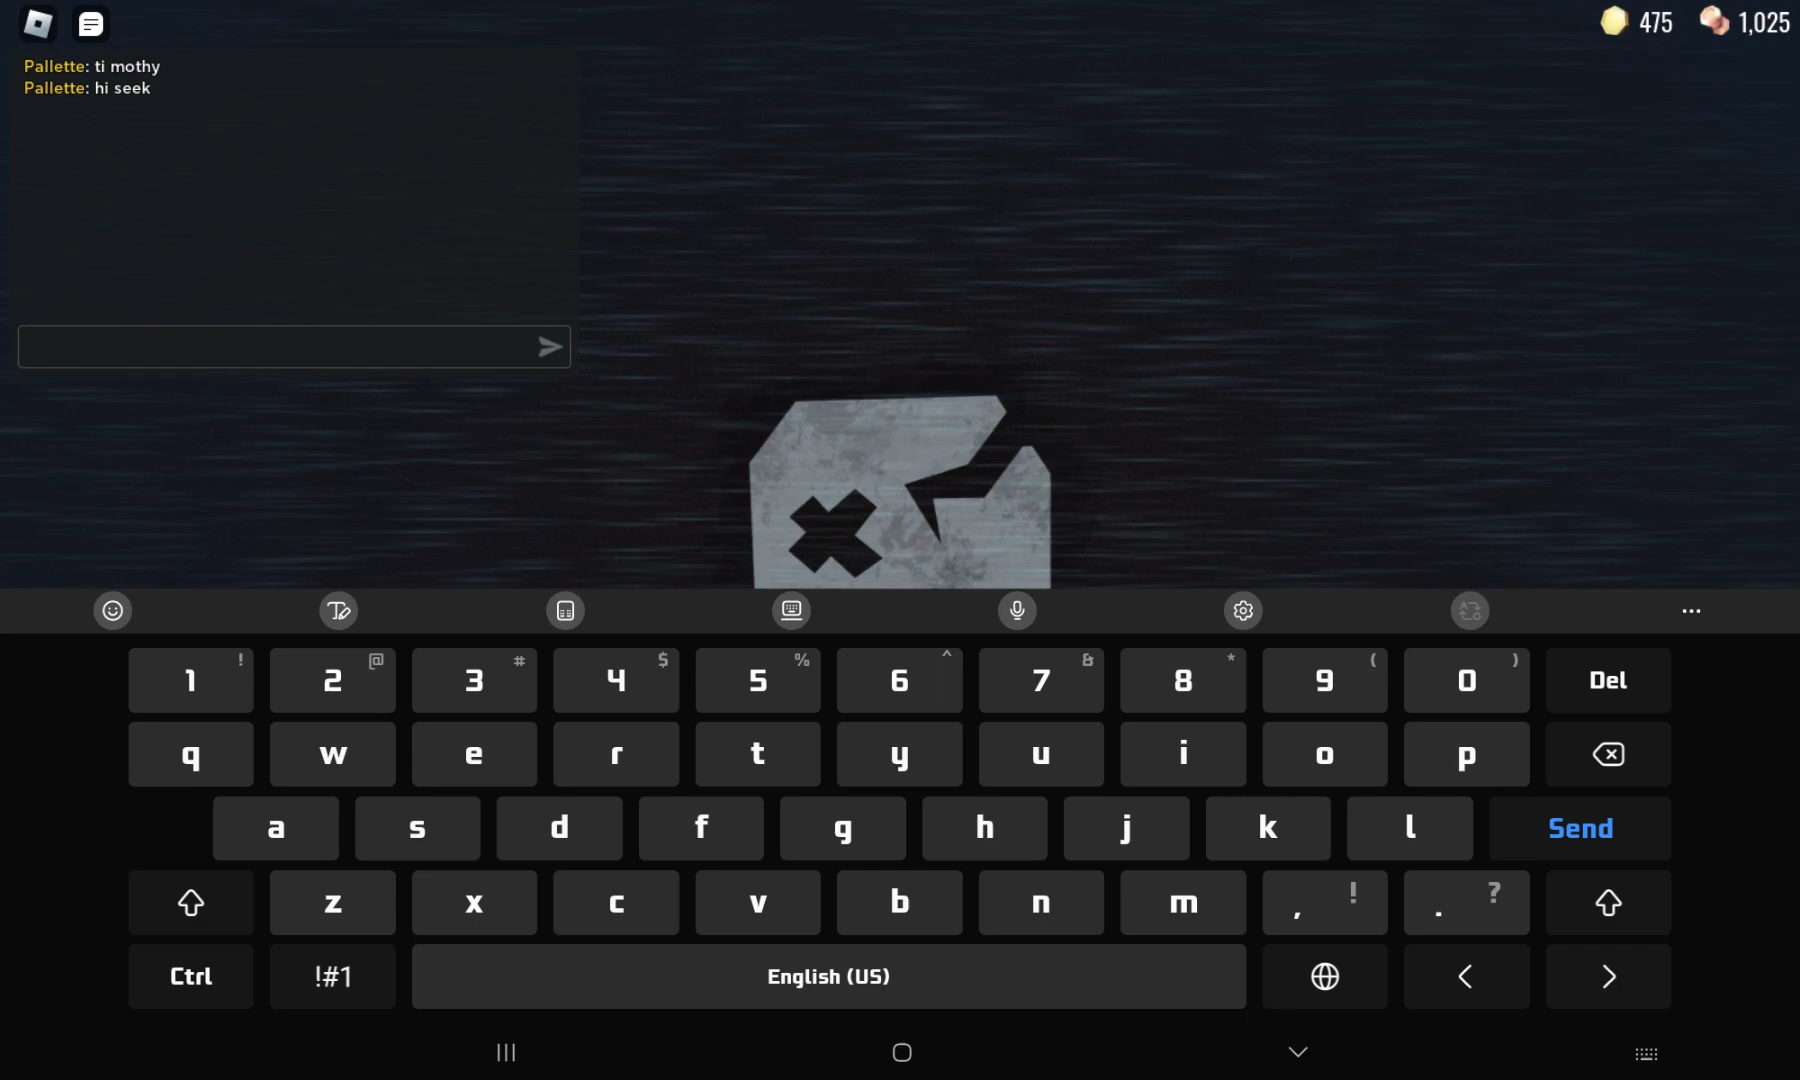 475 1,025
Pallette: ti mothy
Pallette: hi seek
! @ # $ % ^ & * ( )
1 2 3 4 5 6 7 8 9 0 Del
q w e r t y u i o p
a s d f g h j k l Send
z x c v b n m , ! . ?
Ctrl !#1 English (US)